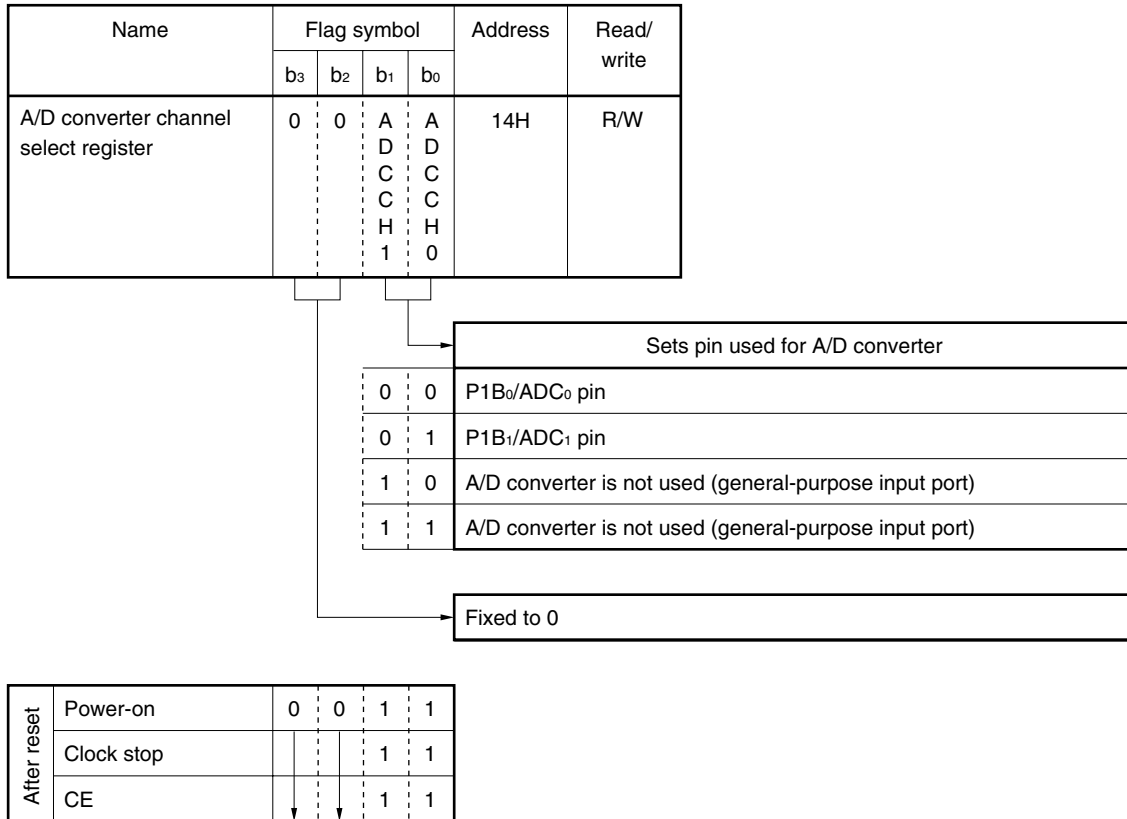 Name Flag symbol Address Read/
write
b3 b2 b1 b0
A/D converter channel
select register
0 0 ADCCH1 ADCCH0 14H R/W
Sets pin used for A/D converter
0 0 P1B0/ADC0 pin
0 1 P1B1/ADC1 pin
1 0 A/D converter is not used (general-purpose input port)
1 1 A/D converter is not used (general-purpose input port)
Fixed to 0
After reset
Power-on 0 0 1 1
Clock stop 1 1
CE 1 1